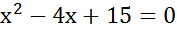 x² − 4x + 15 = 0